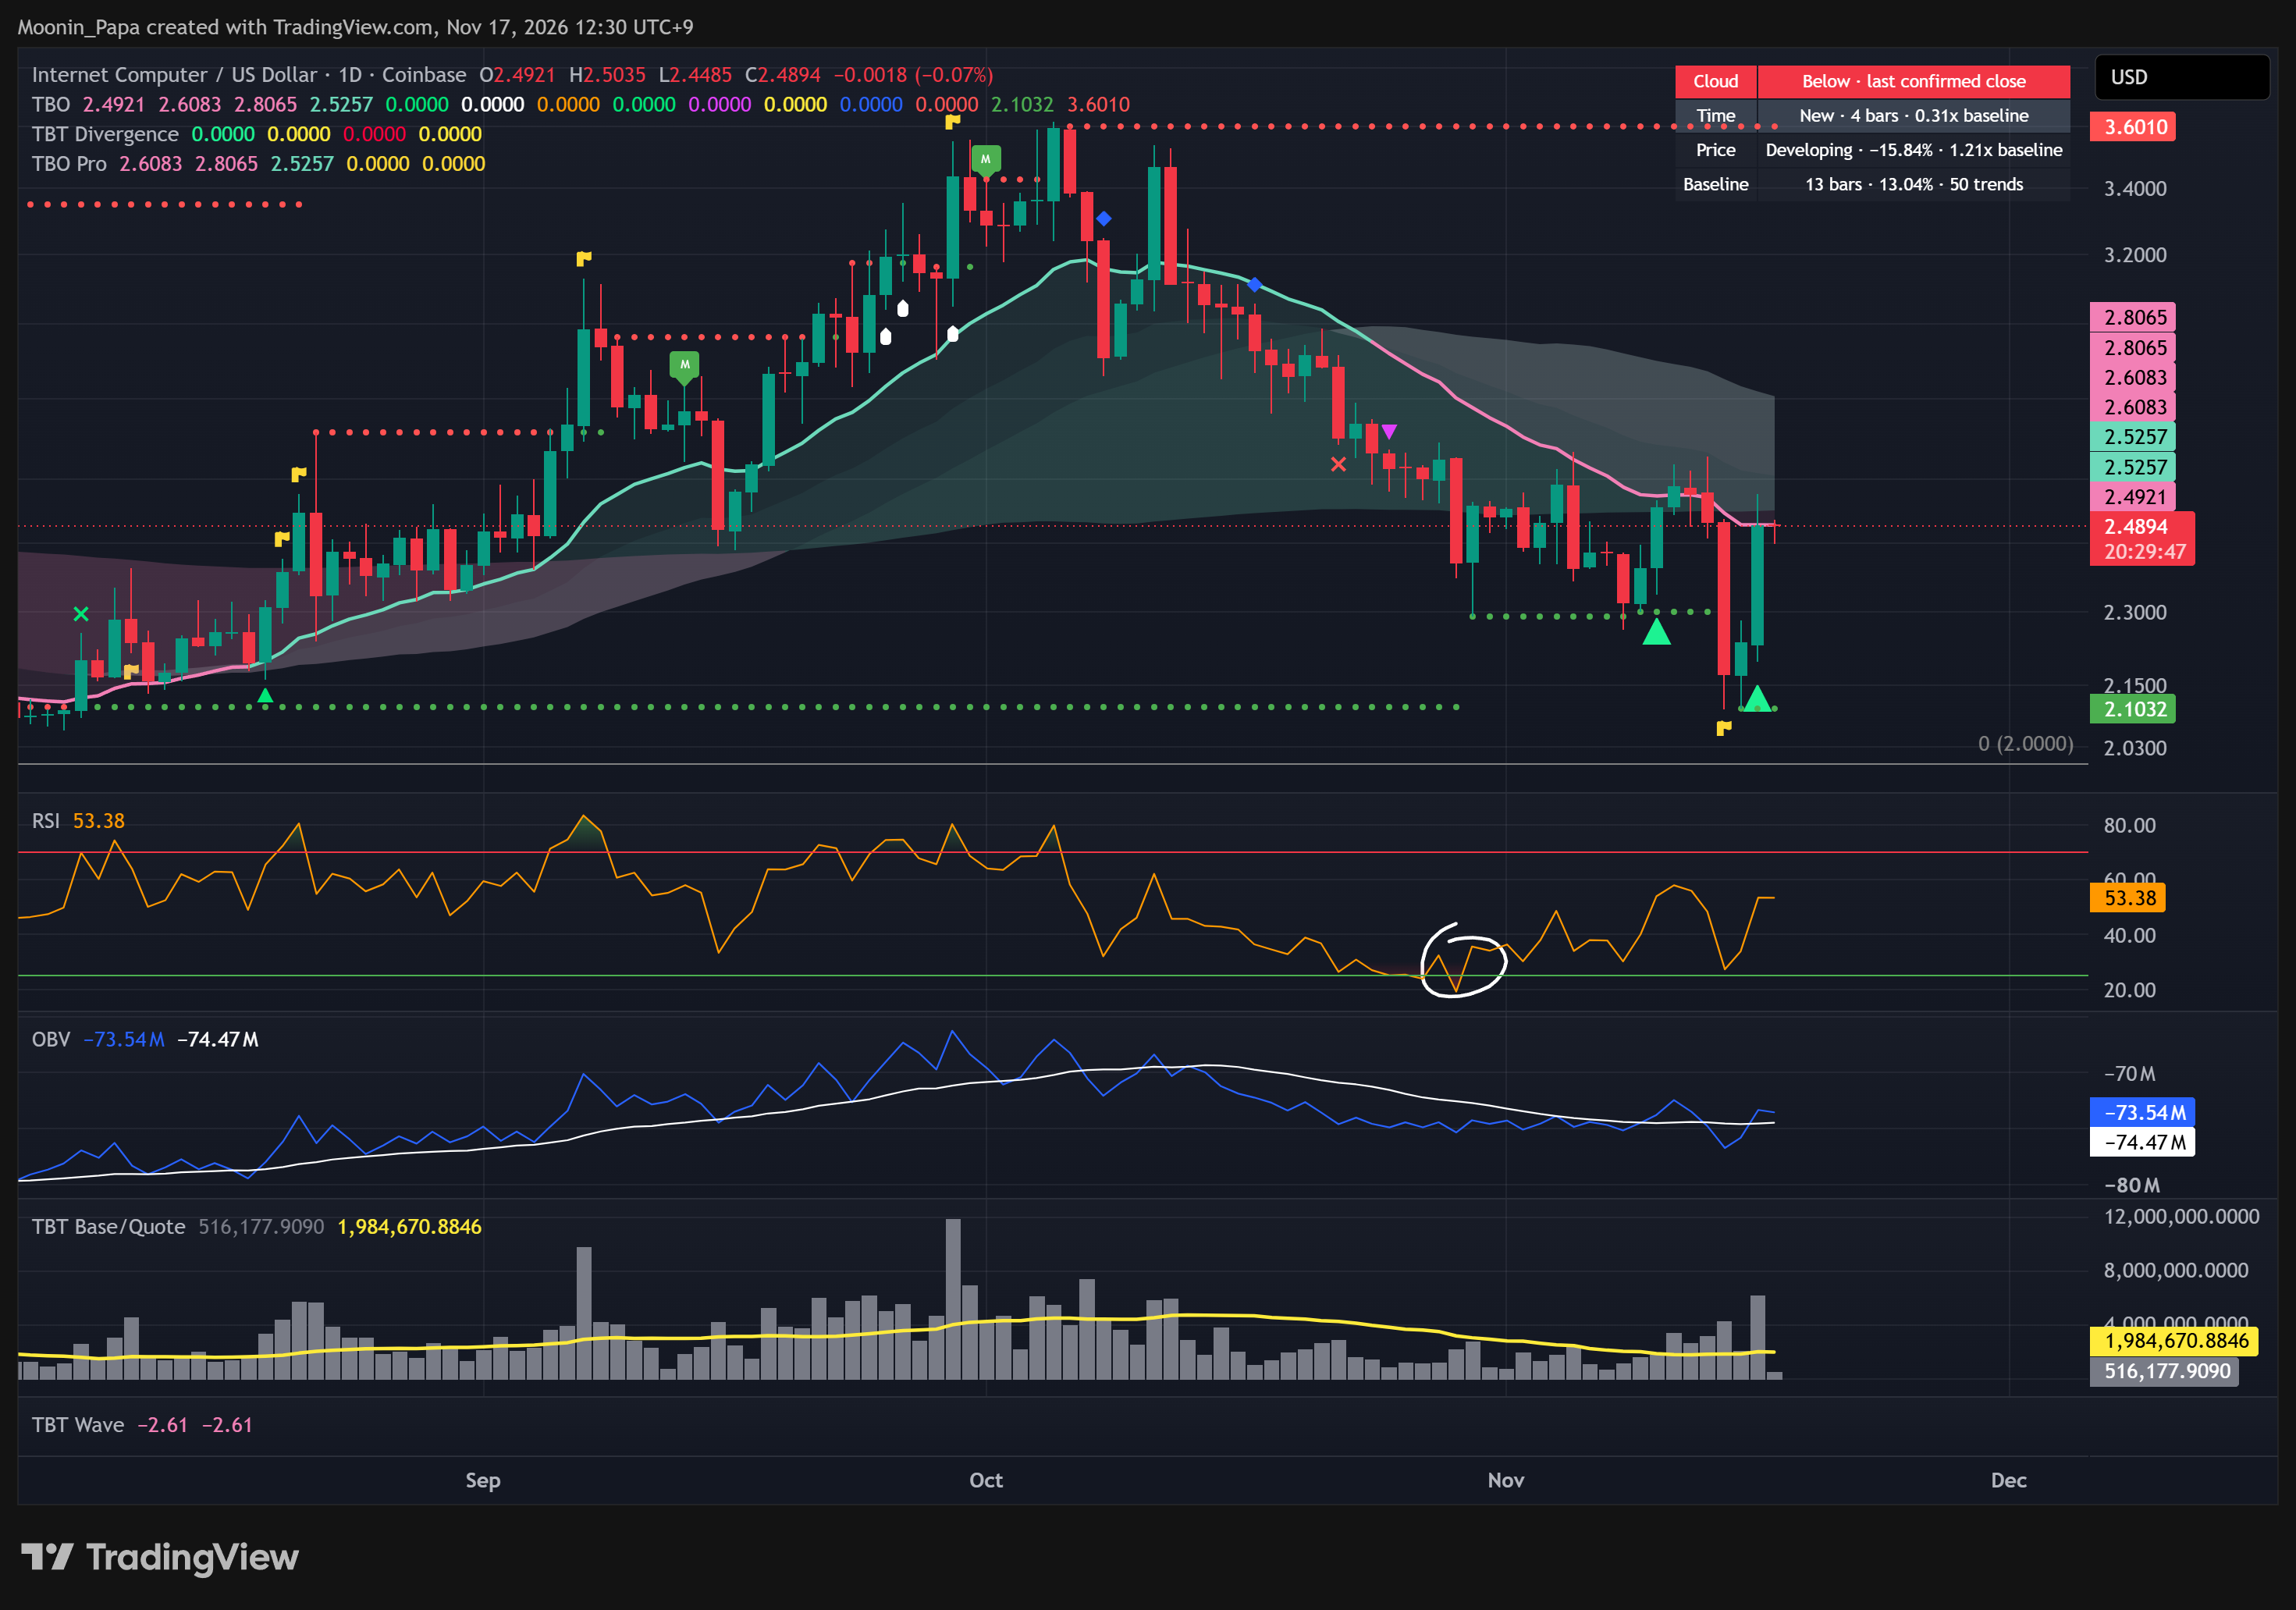 Moonin_Papa created with TradingView.com, Nov 17, 2026 12:30 UTC+9
Internet Computer / US Dollar · 1D · Coinbase O2.4921 H2.5035 L2.4485 C2.4894 −0.0018 (−0.07%)
TBO 2.4921 2.6083 2.8065 2.5257 0.0000 0.0000 0.0000 0.0000 0.0000 0.0000 0.0000 0.0000 2.1032 3.6010
TBT Divergence 0.0000 0.0000 0.0000 0.0000
TBO Pro 2.6083 2.8065 2.5257 0.0000 0.0000
Cloud Below · last confirmed close
Time New · 4 bars · 0.31x baseline
Price Developing · −15.84% · 1.21x baseline
Baseline 13 bars · 13.04% · 50 trends
USD
3.6010
3.4000
3.2000
2.8065
2.8065
2.6083
2.6083
2.5257
2.5257
2.4921
2.4894
20:29:47
2.3000
2.1500
2.1032
2.0300
M
M
0 (2.0000)
RSI 53.38
80.00
60.00
53.38
40.00
20.00
OBV −73.54M −74.47M
−70M
−73.54M
−74.47M
−80M
TBT Base/Quote 516,177.9090 1,984,670.8846
12,000,000.0000
8,000,000.0000
4,000,000.0000
1,984,670.8846
516,177.9090
TBT Wave −2.61 −2.61
Sep Oct Nov Dec
TradingView